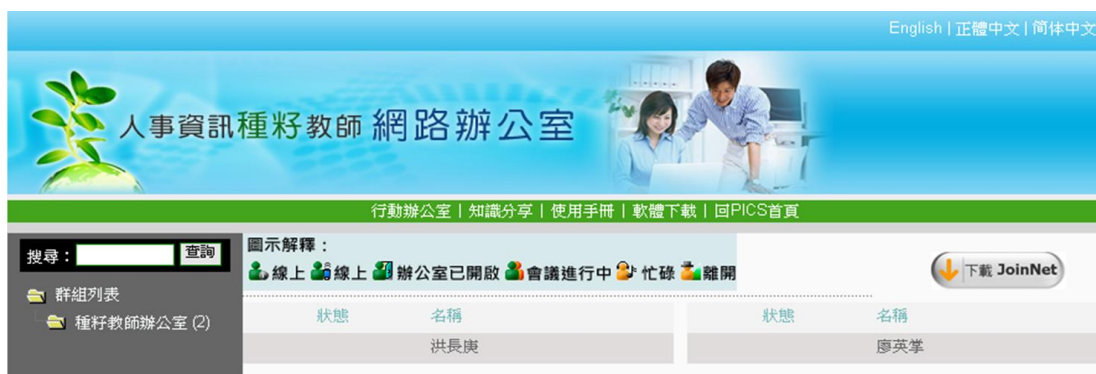 English | 正體中文 | 简体中文
人事資訊種籽教師 網路辦公室
行動辦公室 | 知識分享 | 使用手冊 | 軟體下載 | 回PICS首頁
搜尋： 查詢
群組列表
種籽教師辦公室 (2)
圖示解釋：
線上 線上 辦公室已開啟 會議進行中 忙碌 離開
下載 JoinNet
狀態 名稱 狀態 名稱
洪長庚 廖英掌